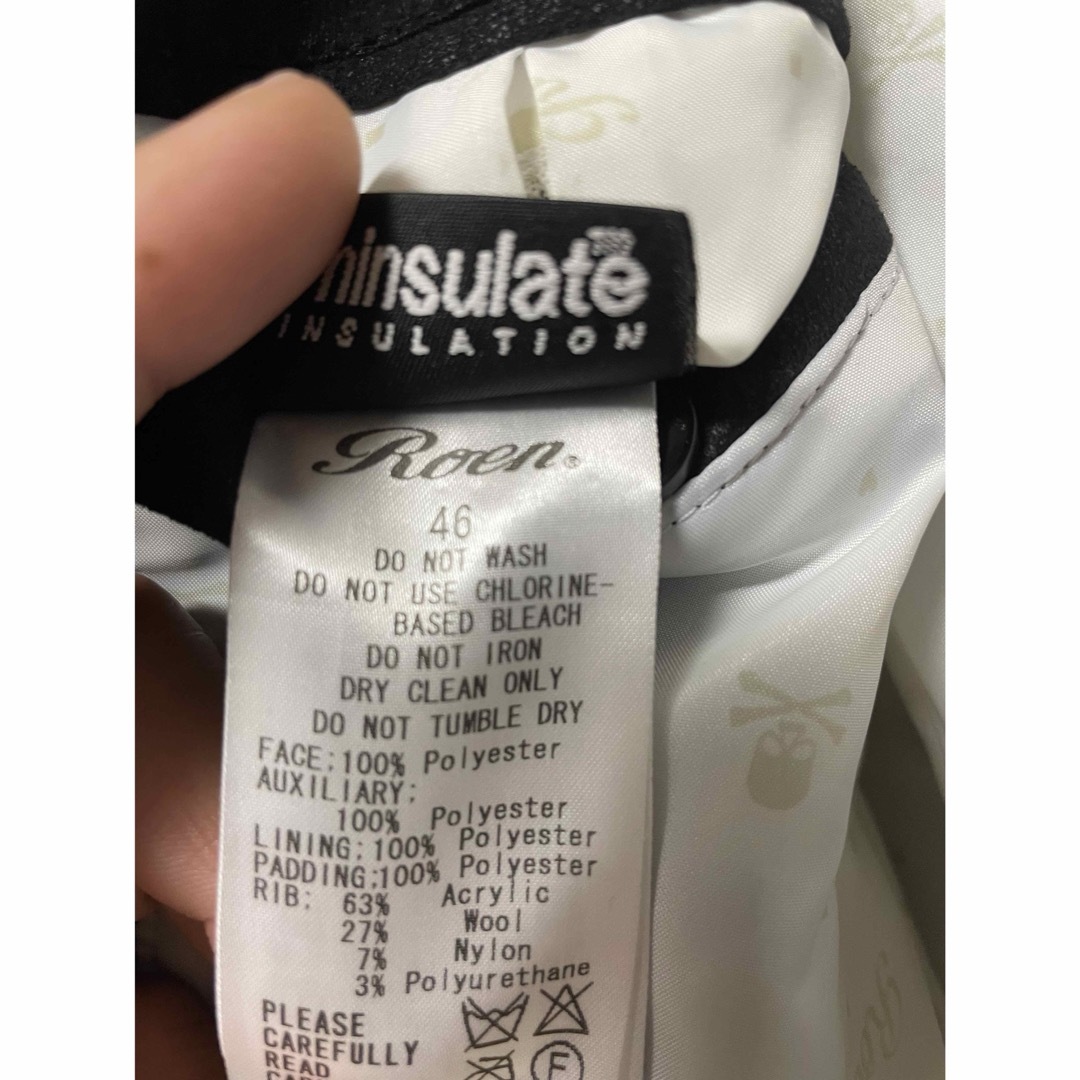 ninsulate
INSULATION
Roen®
46
DO NOT WASH
DO NOT USE CHLORINE-
BASED BLEACH
DO NOT IRON
DRY CLEAN ONLY
DO NOT TUMBLE DRY
FACE:100% Polyester
AUXILIARY:
100% Polyester
LINING:100% Polyester
PADDING:100% Polyester
RIB: 63% Acrylic
27% Wool
7% Nylon
3% Polyurethane
PLEASE
CAREFULLY
READ
F